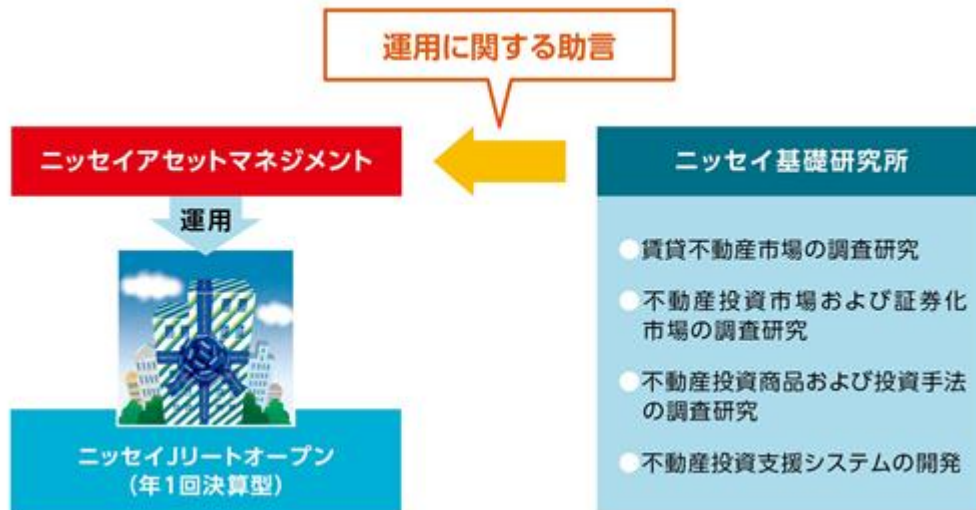 運用に関する助言
ニッセイアセットマネジメント
運用
ニッセイJリートオープン
(年1回決算型)
ニッセイ基礎研究所
賃貸不動産市場の調査研究
不動産投資市場および証券化
市場の調査研究
不動産投資商品および投資手法
の調査研究
不動産投資支援システムの開発